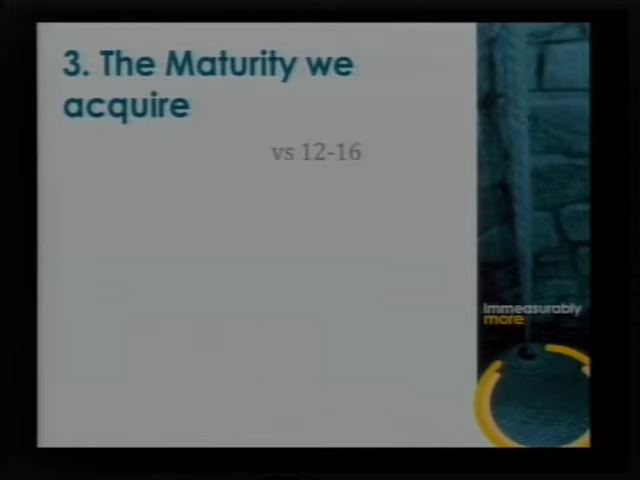 3. The Maturity we
acquire
vs 12-16
immeasurably
more